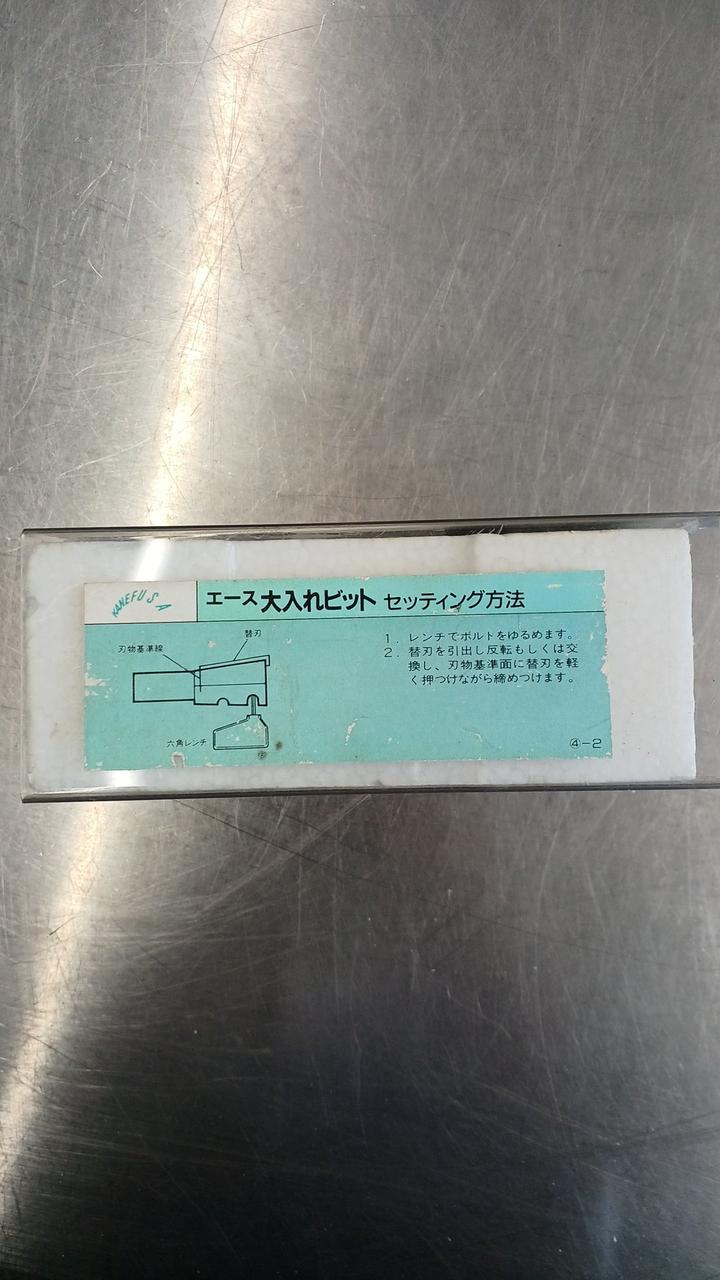 KANEFUSA
エース大入れビット セッティング方法
替刃
刃物基準線
六角レンチ
1. レンチでボルトをゆるめます。
2. 替刃を引出し反転もしくは交
換し、刃物基準面に替刃を軽
く押つけながら締めつけます。
④-2